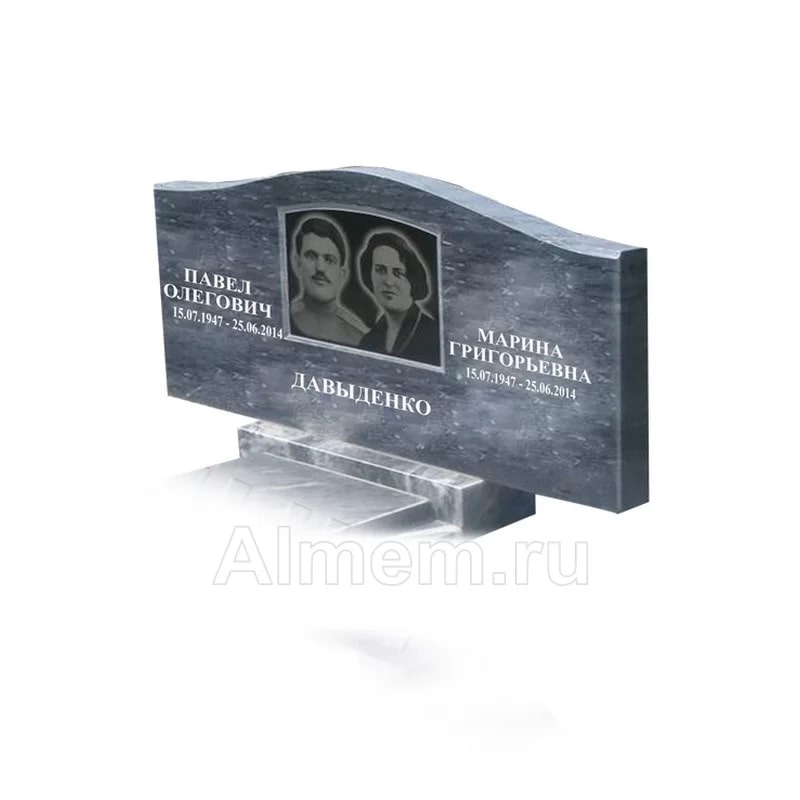 ПАВЕЛ
ОЛЕГОВИЧ
15.07.1947 - 25.06.2014
МАРИНА
ГРИГОРЬЕВНА
15.07.1947 - 25.06.2014
ДАВЫДЕНКО
Almem.ru